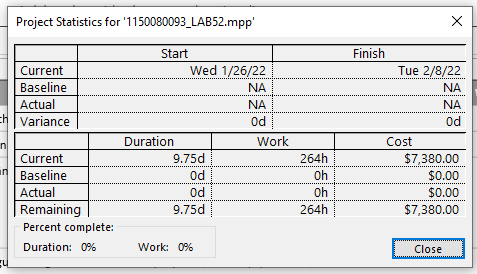 Project Statistics for '1150080093_LAB52.mpp'
Start Finish
Current Wed 1/26/22 Tue 2/8/22
Baseline NA NA
Actual NA NA
Variance 0d 0d
Duration Work Cost
Current 9.75d 264h $7,380.00
Baseline 0d 0h $0.00
Actual 0d 0h $0.00
Remaining 9.75d 264h $7,380.00
Percent complete:
Duration: 0% Work: 0%
Close